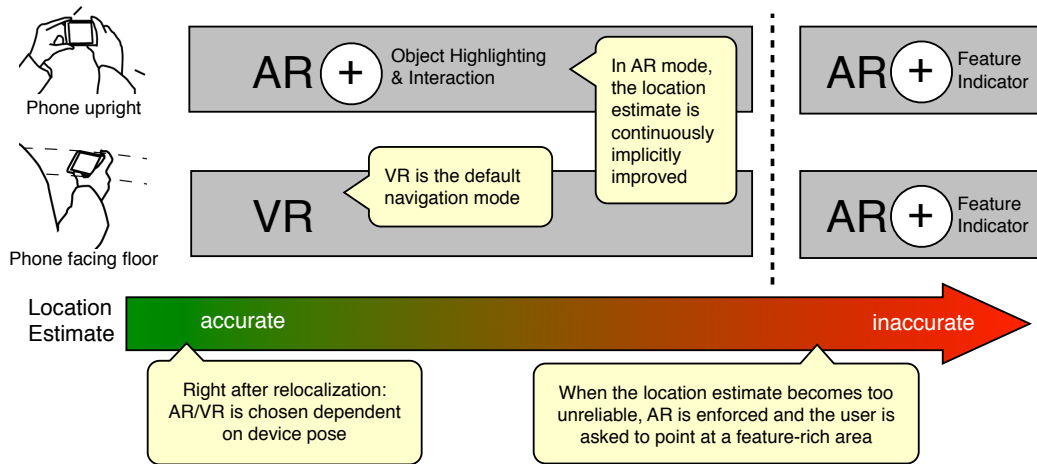 AR + Object Highlighting
& Interaction
In AR mode,
the location
estimate is
continuously
implicitly
improved
AR + Feature
Indicator
Phone upright
VR
VR is the default
navigation mode
AR + Feature
Indicator
Phone facing floor
Location
Estimate
accurate
inaccurate
Right after relocalization:
AR/VR is chosen dependent
on device pose
When the location estimate becomes too
unreliable, AR is enforced and the user is
asked to point at a feature-rich area